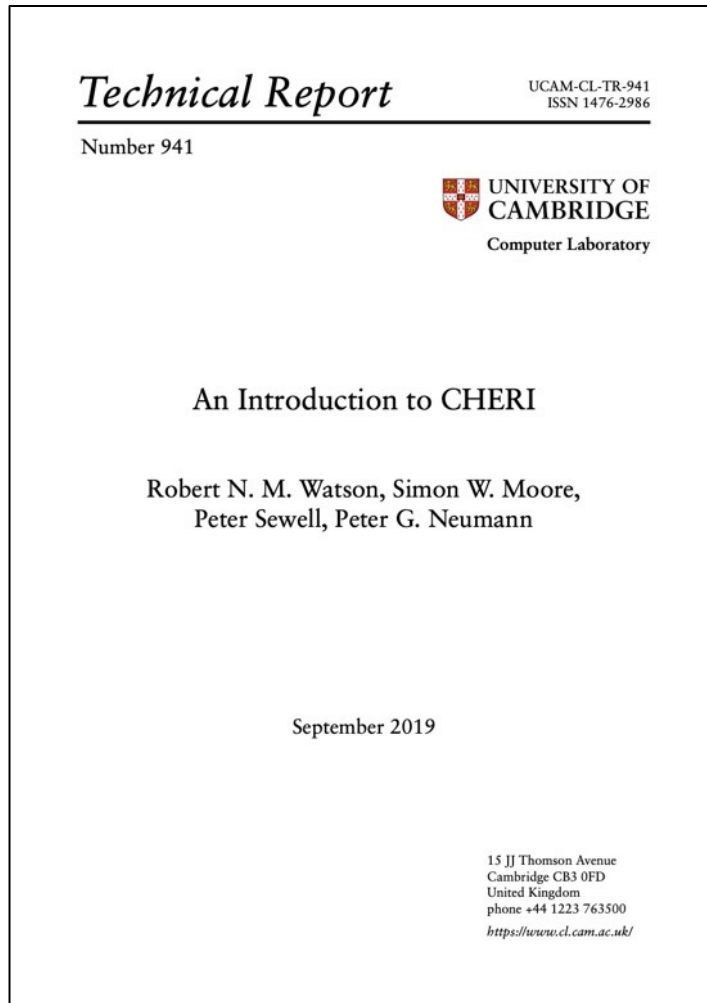 Technical Report
UCAM-CL-TR-941
ISSN 1476-2986
Number 941
UNIVERSITY OF
CAMBRIDGE
Computer Laboratory
An Introduction to CHERI
Robert N. M. Watson, Simon W. Moore,
Peter Sewell, Peter G. Neumann
September 2019
15 JJ Thomson Avenue
Cambridge CB3 0FD
United Kingdom
phone +44 1223 763500
https://www.cl.cam.ac.uk/